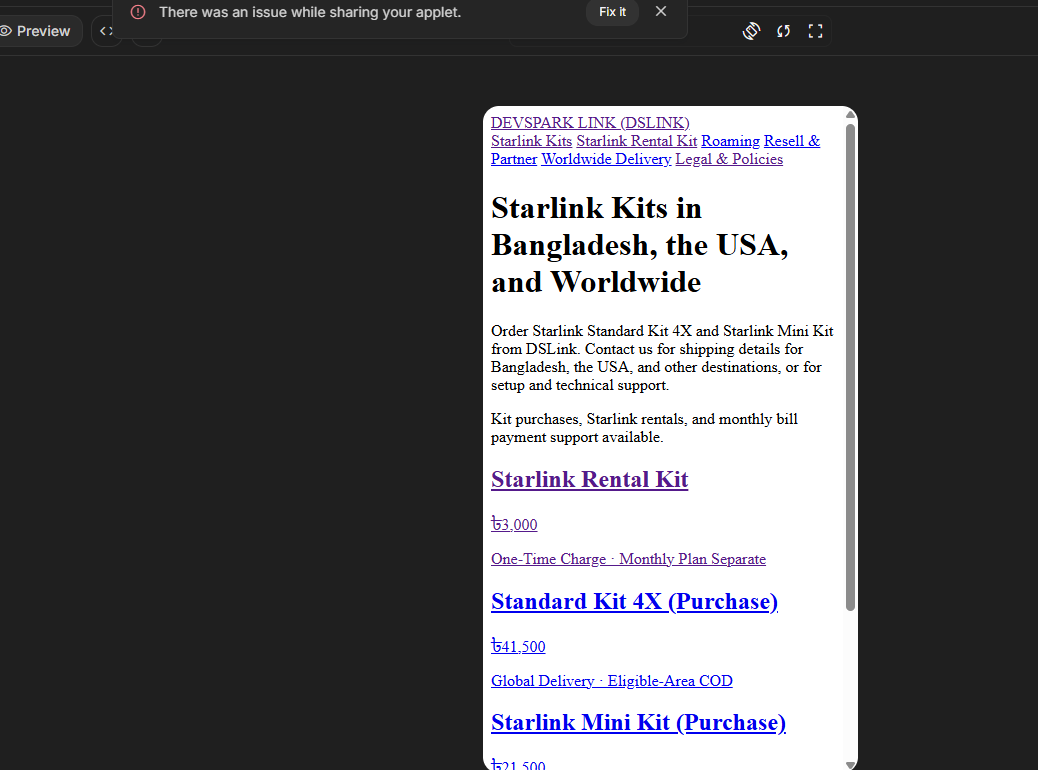 There was an issue while sharing your applet.
Fix it
Preview
DEVSPARK LINK (DSLINK)
Starlink Kits Starlink Rental Kit Roaming Resell &
Partner Worldwide Delivery Legal & Policies
Starlink Kits in
Bangladesh, the USA,
and Worldwide
Order Starlink Standard Kit 4X and Starlink Mini Kit
from DSLink. Contact us for shipping details for
Bangladesh, the USA, and other destinations, or for
setup and technical support.
Kit purchases, Starlink rentals, and monthly bill
payment support available.
Starlink Rental Kit
৳3,000
One-Time Charge · Monthly Plan Separate
Standard Kit 4X (Purchase)
৳41,500
Global Delivery · Eligible-Area COD
Starlink Mini Kit (Purchase)
৳21,500